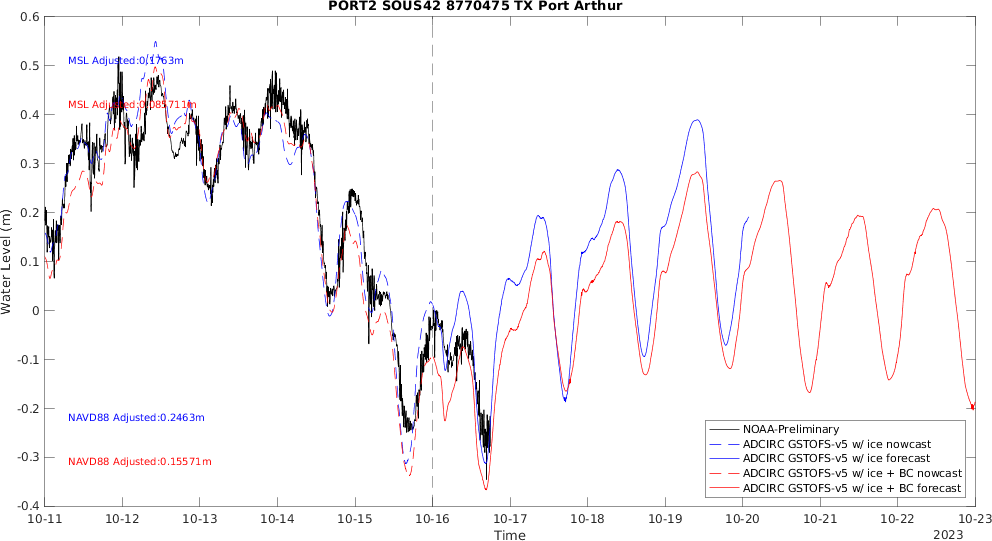 PORT2 SOUS42 8770475 TX Port Arthur
0.6
0.5
0.4
0.3
0.2
0.1
0
-0.1
-0.2
-0.3
-0.4
Water Level (m)
MSL Adjusted:0.1763m
MSL Adjusted:0.085711m
NAVD88 Adjusted:0.2463m
NAVD88 Adjusted:0.15571m
NOAA-Preliminary
ADCIRC GSTOFS-v5 w/ ice nowcast
ADCIRC GSTOFS-v5 w/ ice forecast
ADCIRC GSTOFS-v5 w/ ice + BC nowcast
ADCIRC GSTOFS-v5 w/ ice + BC forecast
10-11 10-12 10-13 10-14 10-15 10-16 10-17 10-18 10-19 10-20 10-21 10-22 10-23
Time
2023